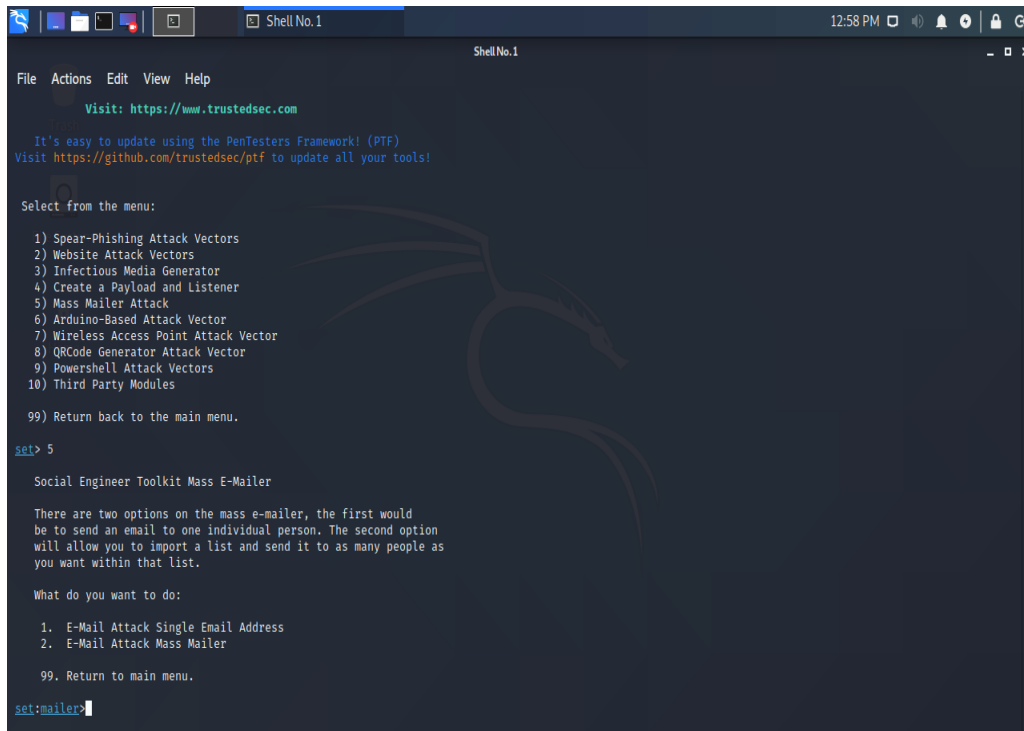 Shell No. 1
12:58 PM
Shell No. 1
File Actions Edit View Help
Visit: https://www.trustedsec.com
It's easy to update using the PenTesters Framework! (PTF)
Visit https://github.com/trustedsec/ptf to update all your tools!
Select from the menu:
1) Spear-Phishing Attack Vectors
2) Website Attack Vectors
3) Infectious Media Generator
4) Create a Payload and Listener
5) Mass Mailer Attack
6) Arduino-Based Attack Vector
7) Wireless Access Point Attack Vector
8) QRCode Generator Attack Vector
9) Powershell Attack Vectors
10) Third Party Modules
99) Return back to the main menu.
set> 5
Social Engineer Toolkit Mass E-Mailer
There are two options on the mass e-mailer, the first would
be to send an email to one individual person. The second option
will allow you to import a list and send it to as many people as
you want within that list.
What do you want to do:
1. E-Mail Attack Single Email Address
2. E-Mail Attack Mass Mailer
99. Return to main menu.
set:mailer>